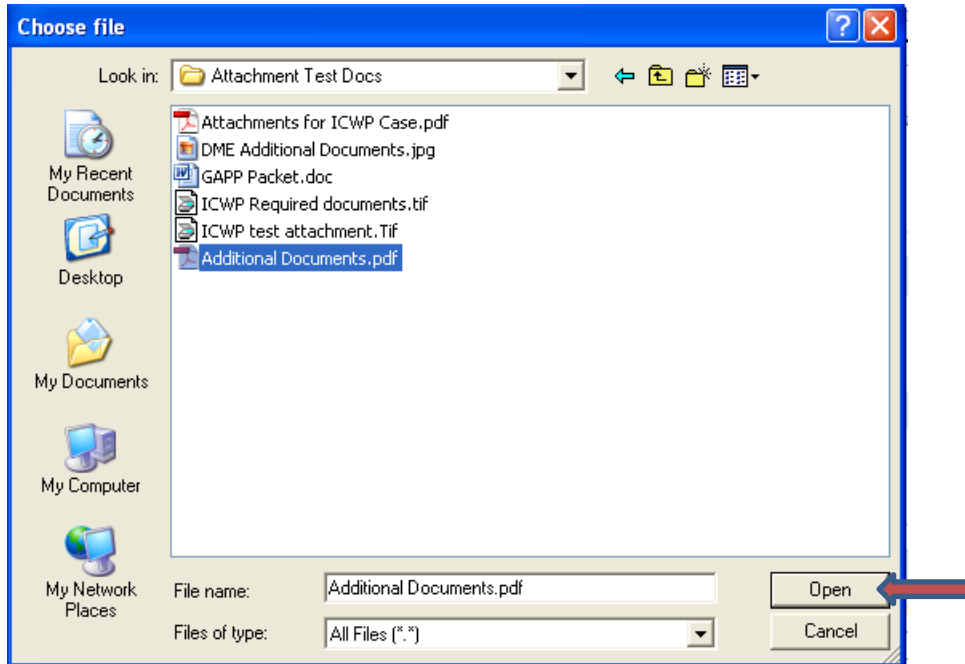 Choose file
Look in:
Attachment Test Docs
Attachments for ICWP Case.pdf
DME Additional Documents.jpg
GAPP Packet.doc
ICWP Required documents.tif
ICWP test attachment.Tif
Additional Documents.pdf
My Recent
Documents
Desktop
My Documents
My Computer
My Network
Places
File name:
Additional Documents.pdf
Open
Files of type:
All Files (*.*)
Cancel